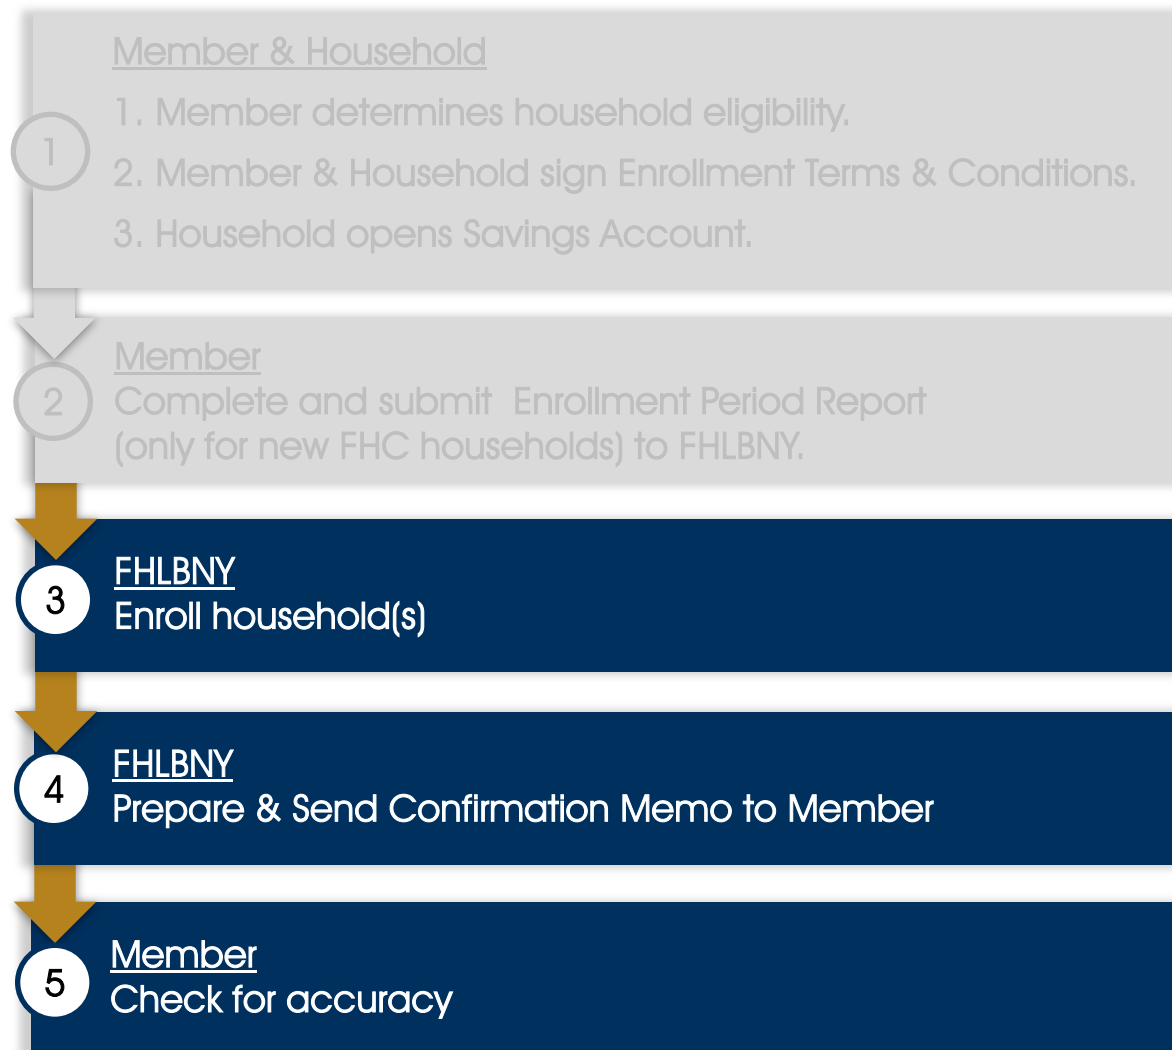 Member & Household
1. Member determines household eligibility.
1
2. Member & Household sign Enrollment Terms & Conditions.
3. Household opens Savings Account.
Member
2
Complete and submit  Enrollment Period Report
(only for new FHC households) to FHLBNY.
FHLBNY
3
Enroll household(s)
FHLBNY
4
Prepare & Send Confirmation Memo to Member
Member
5
Check for accuracy